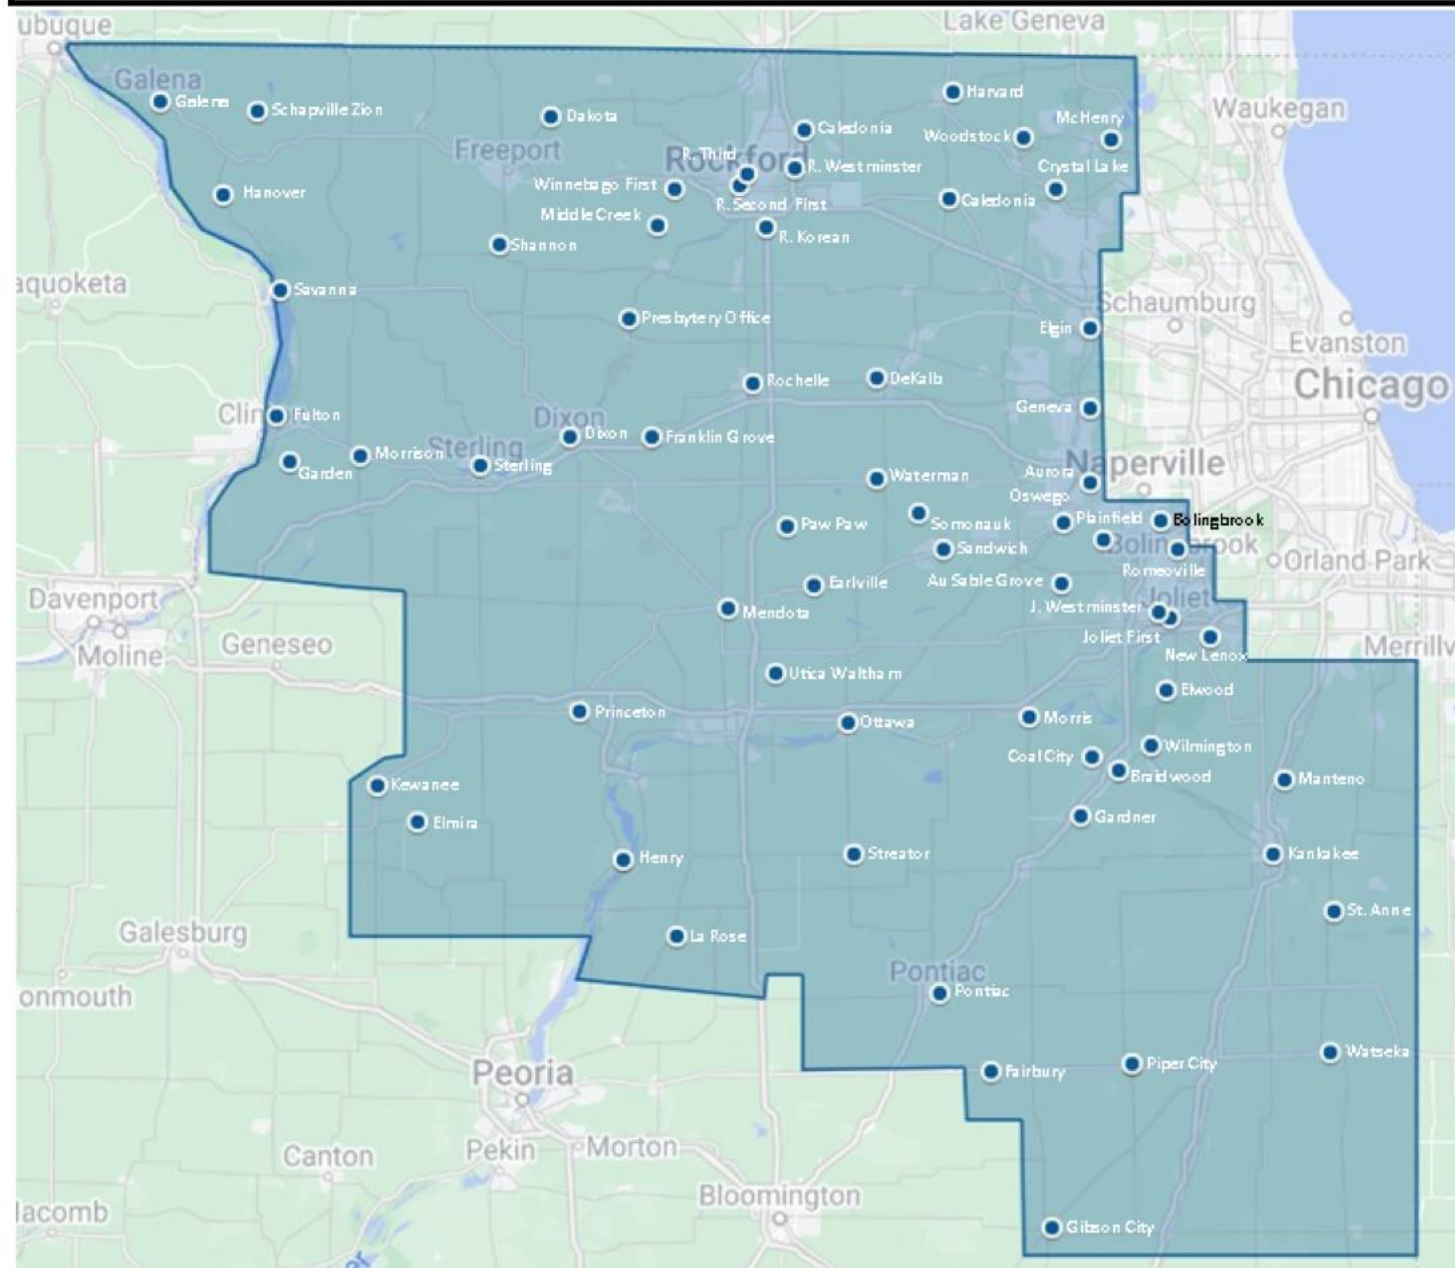 ubuque
Lake Geneva
Galena
Galena
Schapville Zion
Dakota
Harvard
Waukegan
McHenry
Caledonia
Woodstock
Freeport
Rockford
R. Third
R. Westminster
Crystal Lake
Winnebago First
Hanover
R. Second First
Caledonia
Middle Creek
R. Korean
Shannon
aquoketa
Savanna
Schaumburg
Presbytery Office
Elgin
Evanston
Chicago
Rochelle
DeKalb
Geneva
Clin
Fulton
Dixon
Dixon
Franklin Grove
Sterling
Morrison
Sterling
Garden
Naperville
Aurora
Waterman
Oswego
Plainfield
Bolingbrook
Paw Paw
Somonauk
Sandwich
Bolingbrook
Orland Park
Romeoville
Au Sable Grove
Earlville
Davenport
Mendota
J. Westminster
Joliet
Joliet First
New Lenox
Geneseo
Moline
Merrillv
Utica Waltham
Elwood
Princeton
Ottawa
Morris
Wilmington
Coal City
Braidwood
Manteno
Kewanee
Elmira
Gardner
Henry
Streator
Kankakee
St. Anne
Galesburg
La Rose
Pontiac
Pontiac
onmouth
Watseka
Peoria
Fairbury
Piper City
Canton
Pekin
Morton
Bloomington
lacomb
Gibson City
er